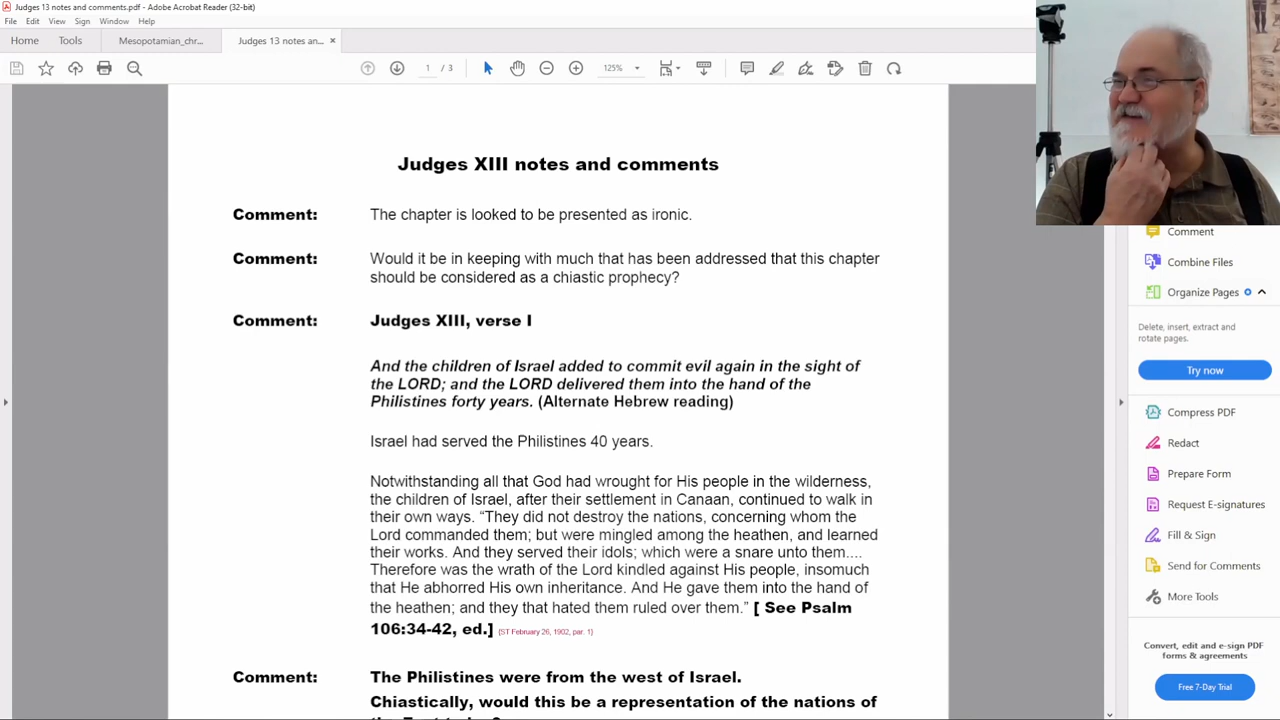 Judges 13 notes and comments.pdf - Adobe Acrobat Reader (32-bit)
File Edit View Sign Window Help
Home Tools Mesopotamian_chr... Judges 13 notes an... ×
1 / 3 125%
Judges XIII notes and comments
Comment: The chapter is looked to be presented as ironic.
Comment: Would it be in keeping with much that has been addressed that this chapter
should be considered as a chiastic prophecy?
Comment: Judges XIII, verse I
And the children of Israel added to commit evil again in the sight of
the LORD; and the LORD delivered them into the hand of the
Philistines forty years. (Alternate Hebrew reading)
Israel had served the Philistines 40 years.
Notwithstanding all that God had wrought for His people in the wilderness,
the children of Israel, after their settlement in Canaan, continued to walk in
their own ways. “They did not destroy the nations, concerning whom the
Lord commanded them; but were mingled among the heathen, and learned
their works. And they served their idols; which were a snare unto them....
Therefore was the wrath of the Lord kindled against His people, insomuch
that He abhorred His own inheritance. And He gave them into the hand of
the heathen; and they that hated them ruled over them.” [ See Psalm
106:34-42, ed.] {ST February 26, 1902, par. 1}
Comment: The Philistines were from the west of Israel.
Chiastically, would this be a representation of the nations of
Comment
Combine Files
Organize Pages
Delete, insert, extract and
rotate pages.
Try now
Compress PDF
Redact
Prepare Form
Request E-signatures
Fill & Sign
Send for Comments
More Tools
Convert, edit and e-sign PDF
forms & agreements
Free 7-Day Trial